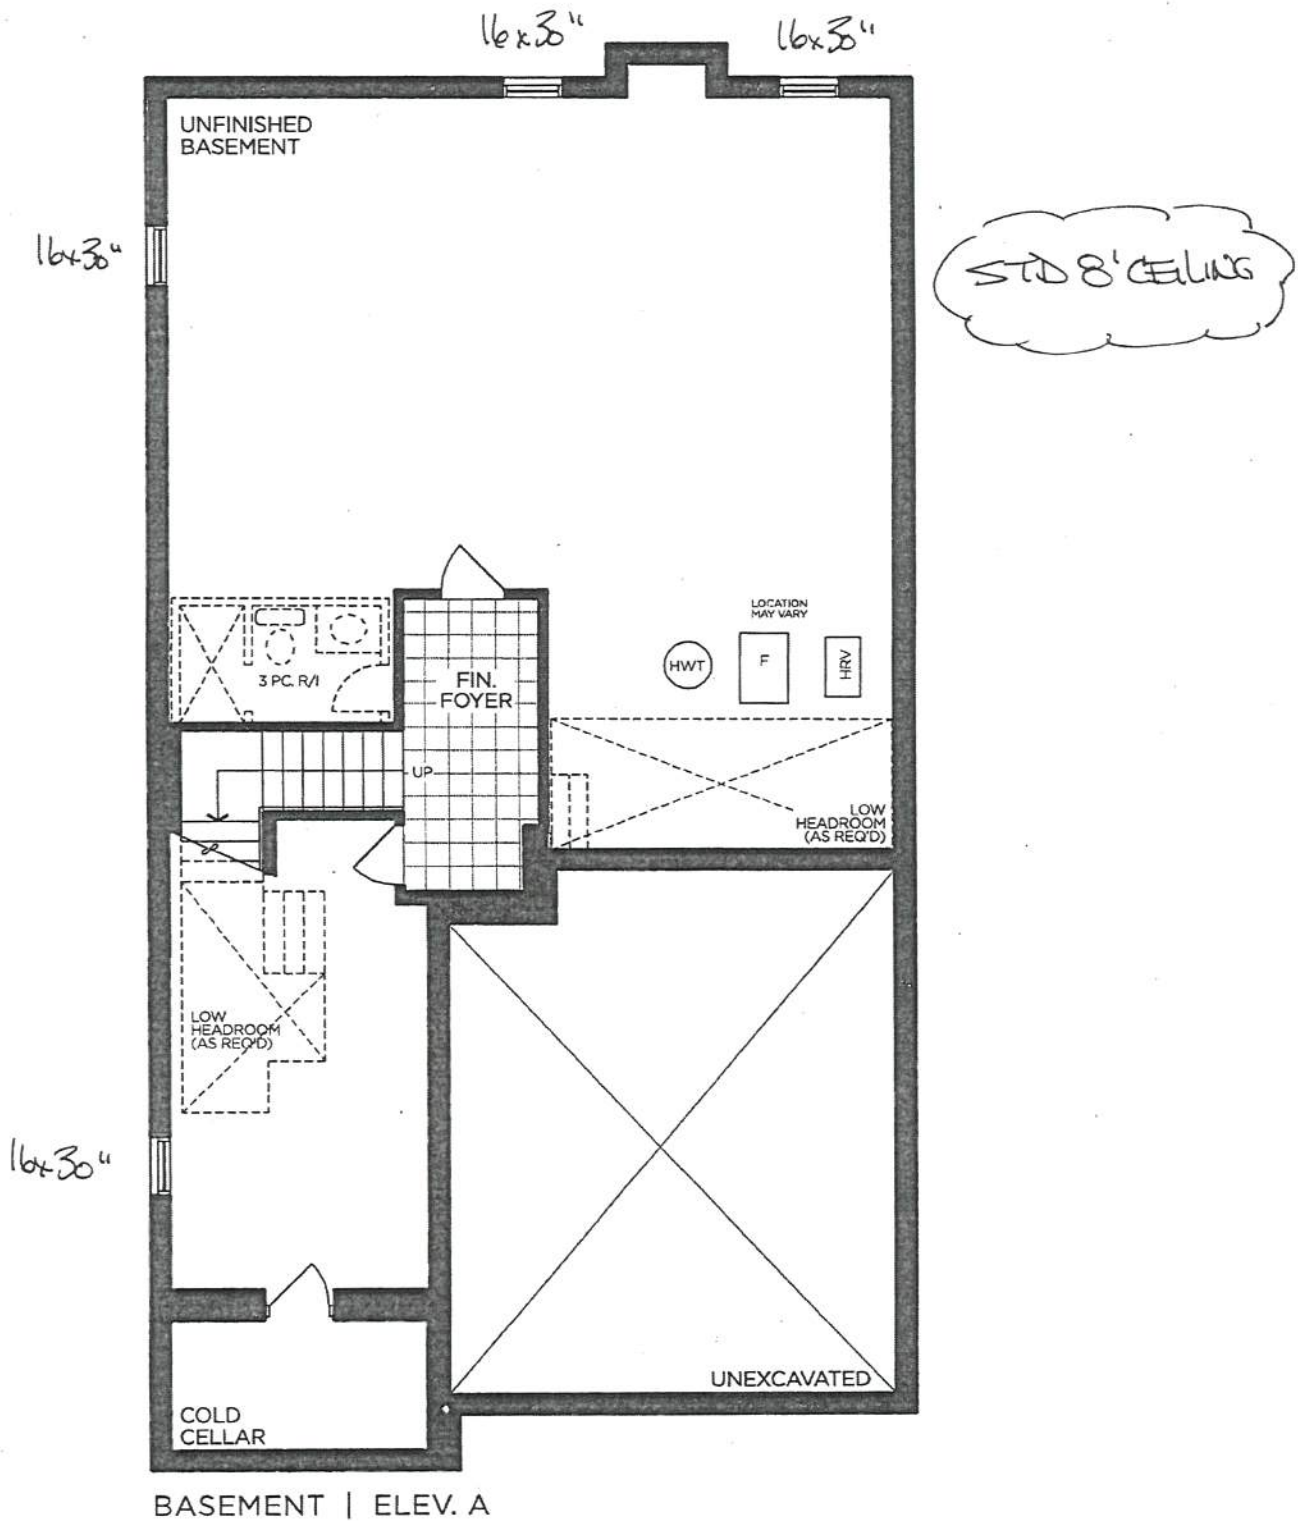 16x30"
16x30"
UNFINISHED
BASEMENT
16x30"
STD 8' CEILING
LOCATION
MAY VARY
HWT
F
HRV
3 PC. R/I
FIN.
FOYER
UP
LOW
HEADROOM
(AS REQ'D)
LOW
HEADROOM
(AS REQ'D)
16x30"
UNEXCAVATED
COLD
CELLAR
BASEMENT | ELEV. A